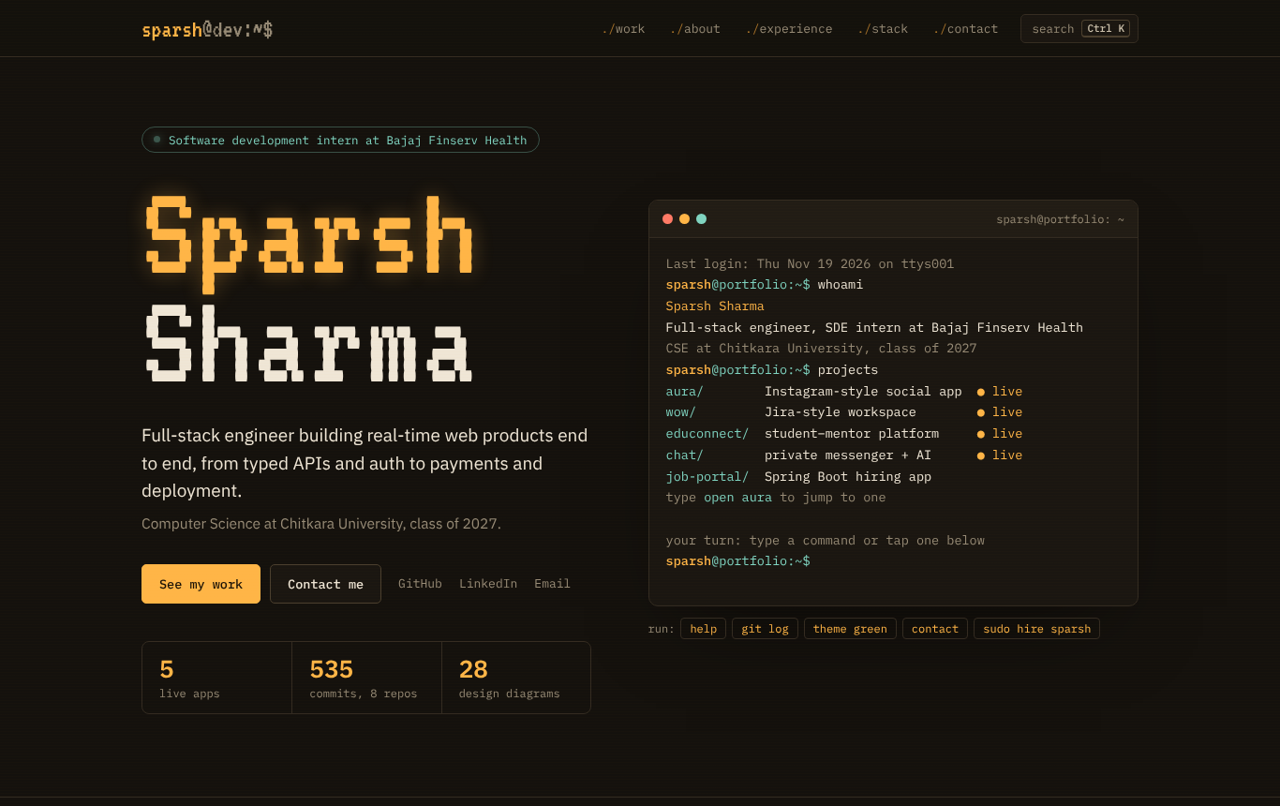 sparsh@dev:~$
./work ./about ./experience ./stack ./contact search Ctrl K
Software development intern at Bajaj Finserv Health
Sparsh
Sharma
Full-stack engineer building real-time web products end
to end, from typed APIs and auth to payments and
deployment.
Computer Science at Chitkara University, class of 2027.
See my work Contact me GitHub LinkedIn Email
5
live apps
535
commits, 8 repos
28
design diagrams
sparsh@portfolio: ~
Last login: Thu Nov 19 2026 on ttys001
sparsh@portfolio:~$ whoami
Sparsh Sharma
Full-stack engineer, SDE intern at Bajaj Finserv Health
CSE at Chitkara University, class of 2027
sparsh@portfolio:~$ projects
aura/ Instagram-style social app ● live
wow/ Jira-style workspace ● live
educonnect/ student–mentor platform ● live
chat/ private messenger + AI ● live
job-portal/ Spring Boot hiring app
type open aura to jump to one
your turn: type a command or tap one below
sparsh@portfolio:~$
run: help git log theme green contact sudo hire sparsh